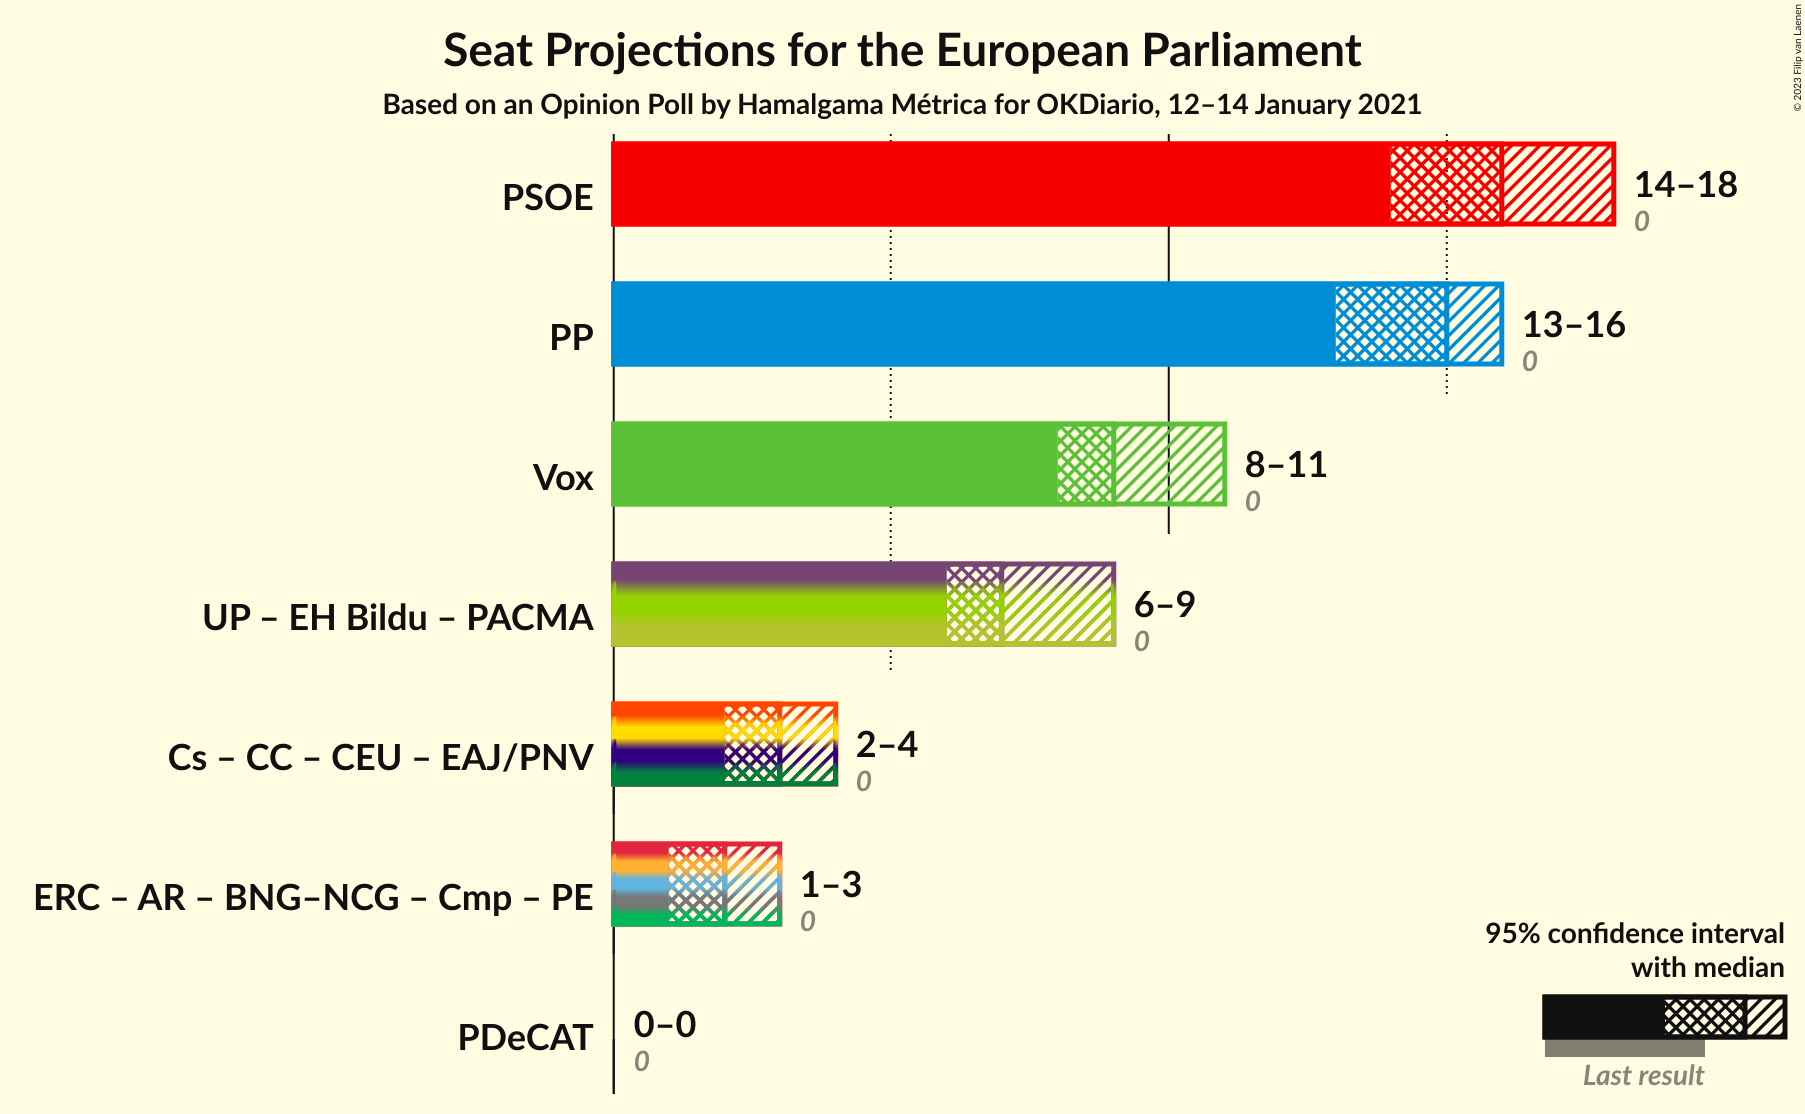 Seat Projections for the European Parliament
Based on an Opinion Poll by Hamalgama Métrica for OKDiario, 12–14 January 2021
© 2023 Filip van Laenen
PSOE
14–18
0
PP
13–16
0
Vox
8–11
0
UP – EH Bildu – PACMA
6–9
0
Cs – CC – CEU – EAJ/PNV
2–4
0
ERC – AR – BNG–NCG – Cmp – PE
1–3
0
PDeCAT
0–0
0
95% confidence interval
with median
Last result